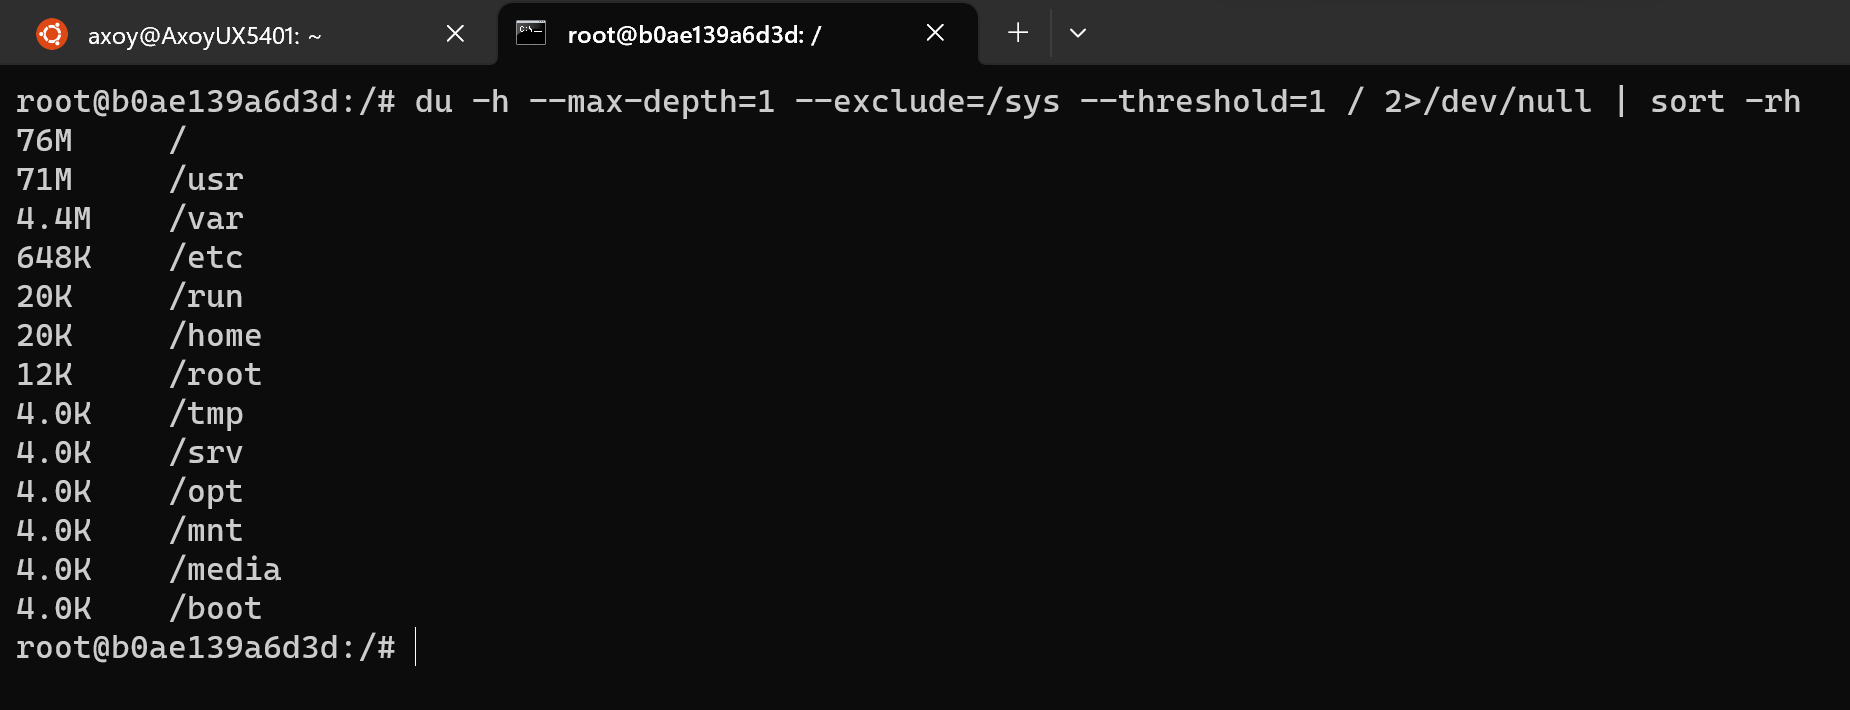 axoy@AxoyUX5401: ~
root@b0ae139a6d3d: /
root@b0ae139a6d3d:/# du -h --max-depth=1 --exclude=/sys --threshold=1 / 2>/dev/null | sort -rh
76M /
71M /usr
4.4M /var
648K /etc
20K /run
20K /home
12K /root
4.0K /tmp
4.0K /srv
4.0K /opt
4.0K /mnt
4.0K /media
4.0K /boot
root@b0ae139a6d3d:/#